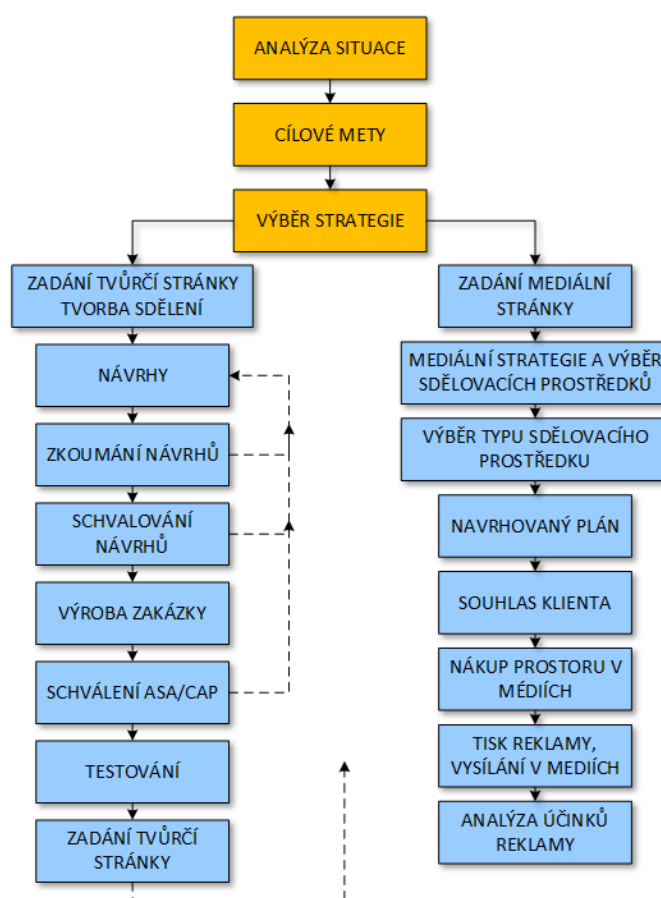 ANALÝZA SITUACE
CÍLOVÉ METY
VÝBĚR STRATEGIE
ZADÁNÍ TVŮRČÍ STRÁNKY
TVORBA SDĚLENÍ
NÁVRHY
ZKOUMÁNÍ NÁVRHŮ
SCHVALOVÁNÍ
NÁVRHŮ
VÝROBA ZAKÁZKY
SCHVÁLENÍ ASA/CAP
TESTOVÁNÍ
ZADÁNÍ TVŮRČÍ
STRÁNKY
ZADÁNÍ MEDIÁLNÍ
STRÁNKY
MEDIÁLNÍ STRATEGIE A VÝBĚR
SDĚLOVACÍCH PROSTŘEDKŮ
VÝBĚR TYPU SDĚLOVACÍHO
PROSTŘEDKU
NAVRHOVANÝ PLÁN
SOUHLAS KLIENTA
NÁKUP PROSTORU V
MÉDIÍCH
TISK REKLAMY,
VYSÍLÁNÍ V MEDIÍCH
ANALÝZA ÚČINKŮ
REKLAMY